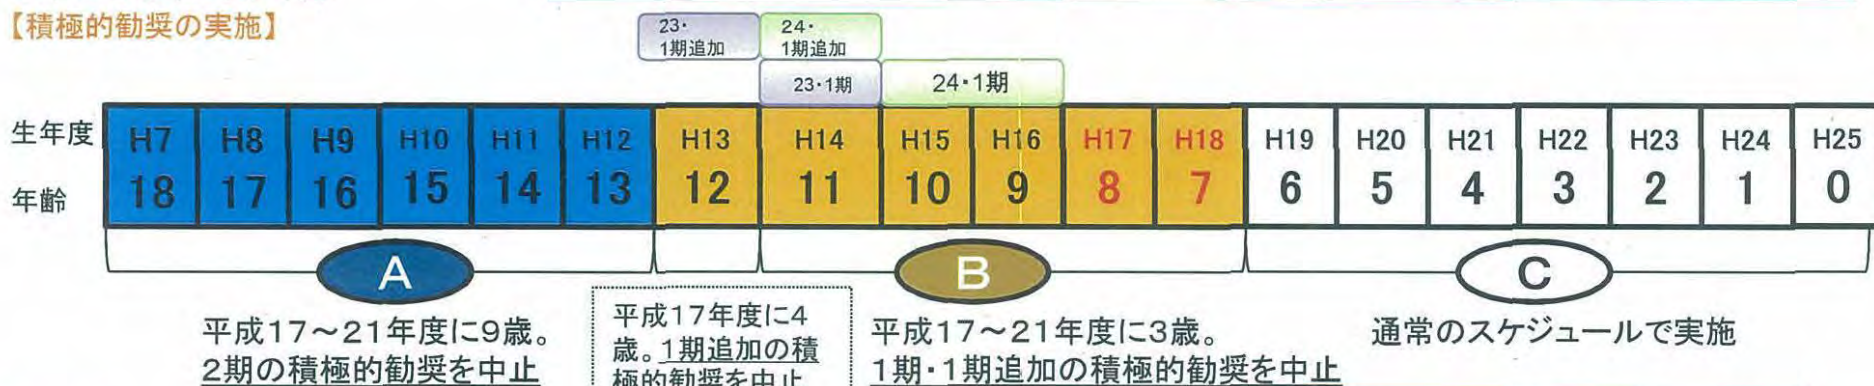 【積極的勧奨の実施】
23・
1期追加
24・
1期追加
23・1期
24・1期
生年度 H7 H8 H9 H10 H11 H12 H13 H14 H15 H16 H17 H18 H19 H20 H21 H22 H23 H24 H25
年齢 18 17 16 15 14 13 12 11 10 9 8 7 6 5 4 3 2 1 0
A
B
C
平成17～21年度に9歳。
2期の積極的勧奨を中止
平成17年度に4
歳。1期追加の積
極的勧奨を中止
平成17～21年度に3歳。
1期・1期追加の積極的勧奨を中止
通常のスケジュールで実施